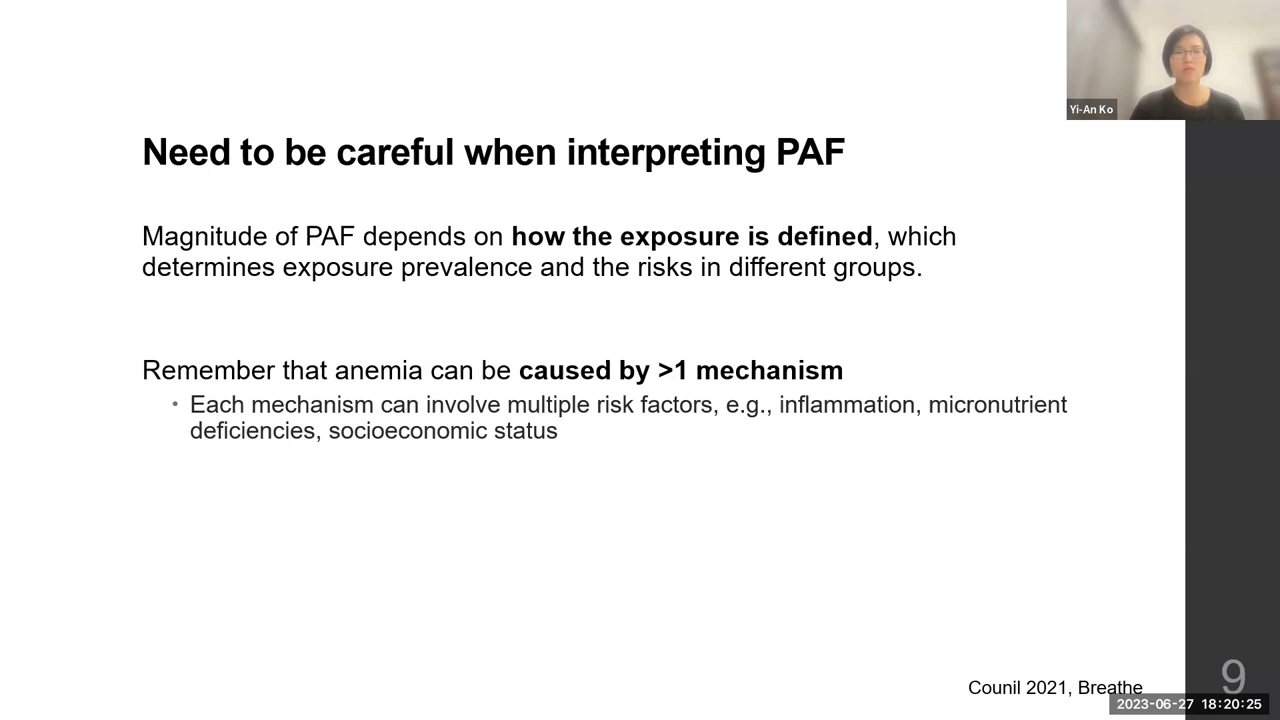 Yi-An Ko
Need to be careful when interpreting PAF
Magnitude of PAF depends on how the exposure is defined, which
determines exposure prevalence and the risks in different groups.
Remember that anemia can be caused by >1 mechanism
• Each mechanism can involve multiple risk factors, e.g., inflammation, micronutrient
deficiencies, socioeconomic status
Counil 2021, Breathe
9
2023-06-27 18:20:25